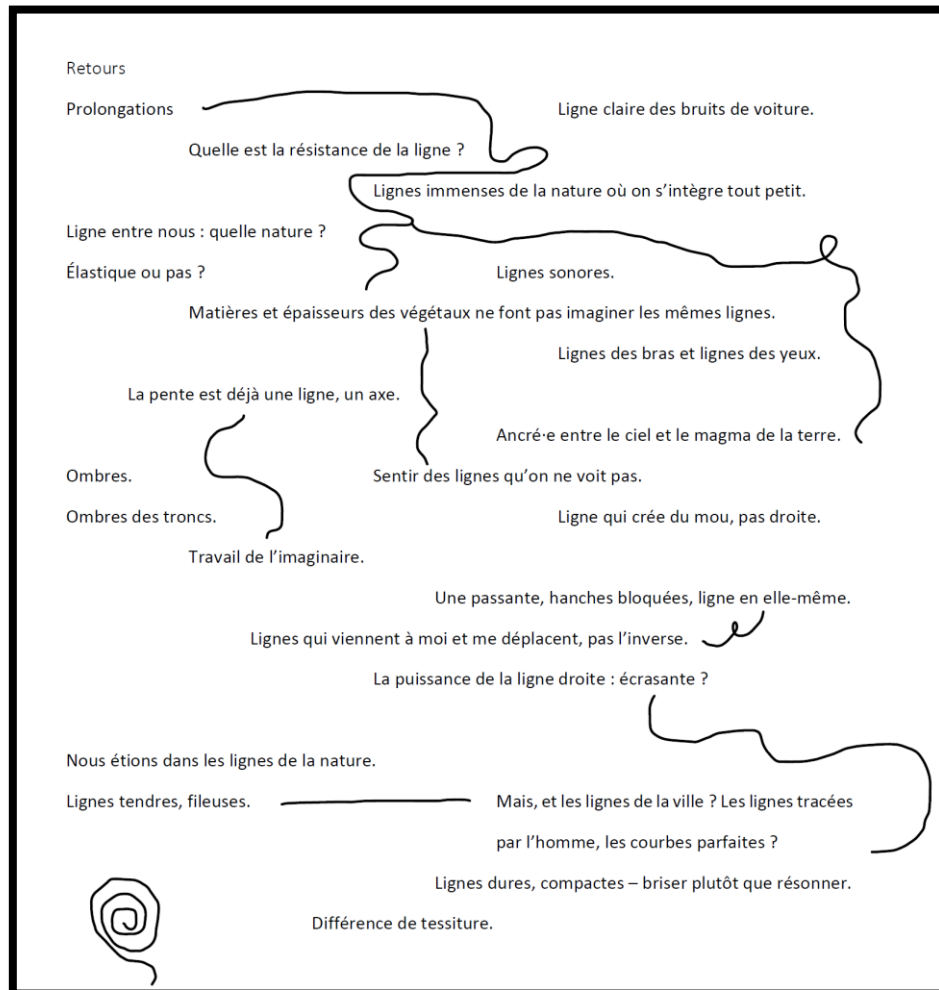 Retours
Prolongations
Ligne claire des bruits de voiture.
Quelle est la résistance de la ligne ?
Lignes immenses de la nature où on s’intègre tout petit.
Ligne entre nous : quelle nature ?
Élastique ou pas ?
Lignes sonores.
Matières et épaisseurs des végétaux ne font pas imaginer les mêmes lignes.
Lignes des bras et lignes des yeux.
La pente est déjà une ligne, un axe.
Ancré·e entre le ciel et le magma de la terre.
Ombres.
Sentir des lignes qu’on ne voit pas.
Ombres des troncs.
Ligne qui crée du mou, pas droite.
Travail de l’imaginaire.
Une passante, hanches bloquées, ligne en elle-même.
Lignes qui viennent à moi et me déplacent, pas l’inverse.
La puissance de la ligne droite : écrasante ?
Nous étions dans les lignes de la nature.
Lignes tendres, fileuses.
Mais, et les lignes de la ville ? Les lignes tracées
par l’homme, les courbes parfaites ?
Lignes dures, compactes – briser plutôt que résonner.
Différence de tessiture.